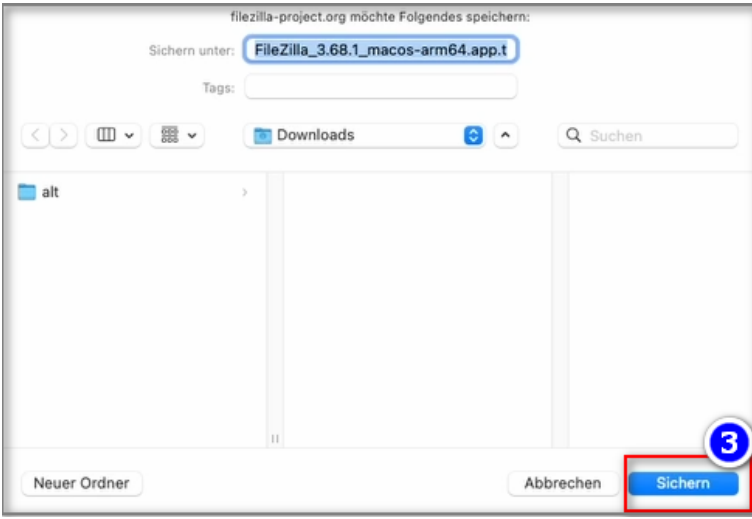 filezilla-project.org möchte Folgendes speichern:
Sichern unter: FileZilla_3.68.1_macos-arm64.app.t
Tags:
Downloads
Suchen
alt
3
Neuer Ordner
Abbrechen
Sichern